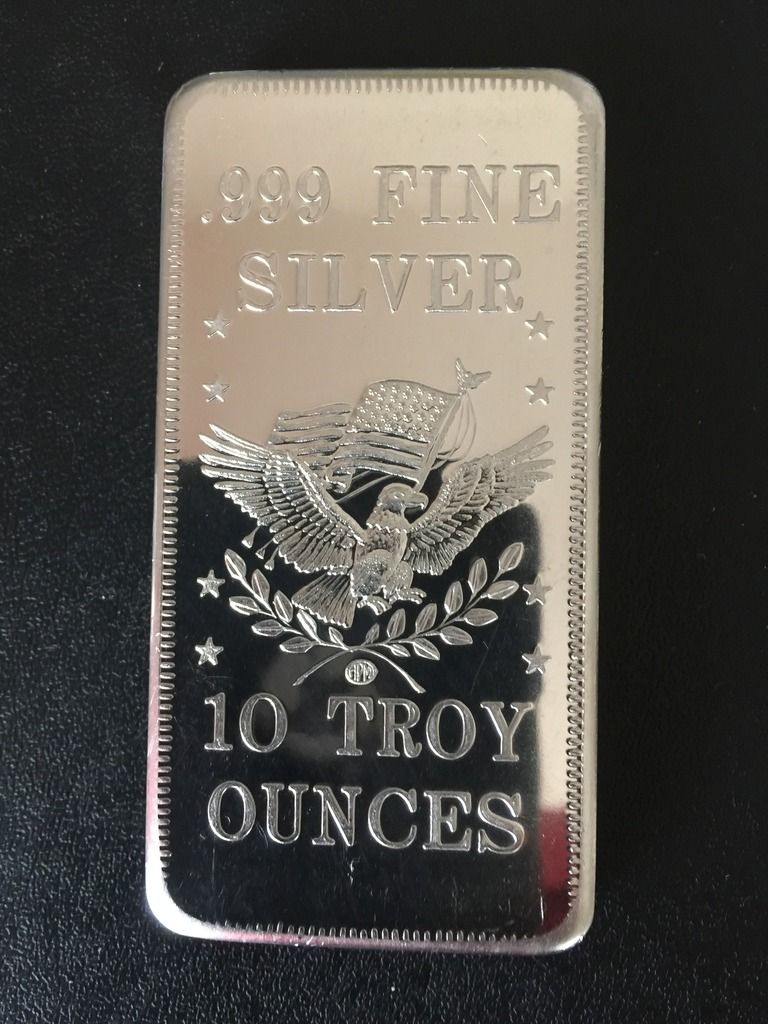 .999 FINE
SILVER
10 TROY
OUNCES